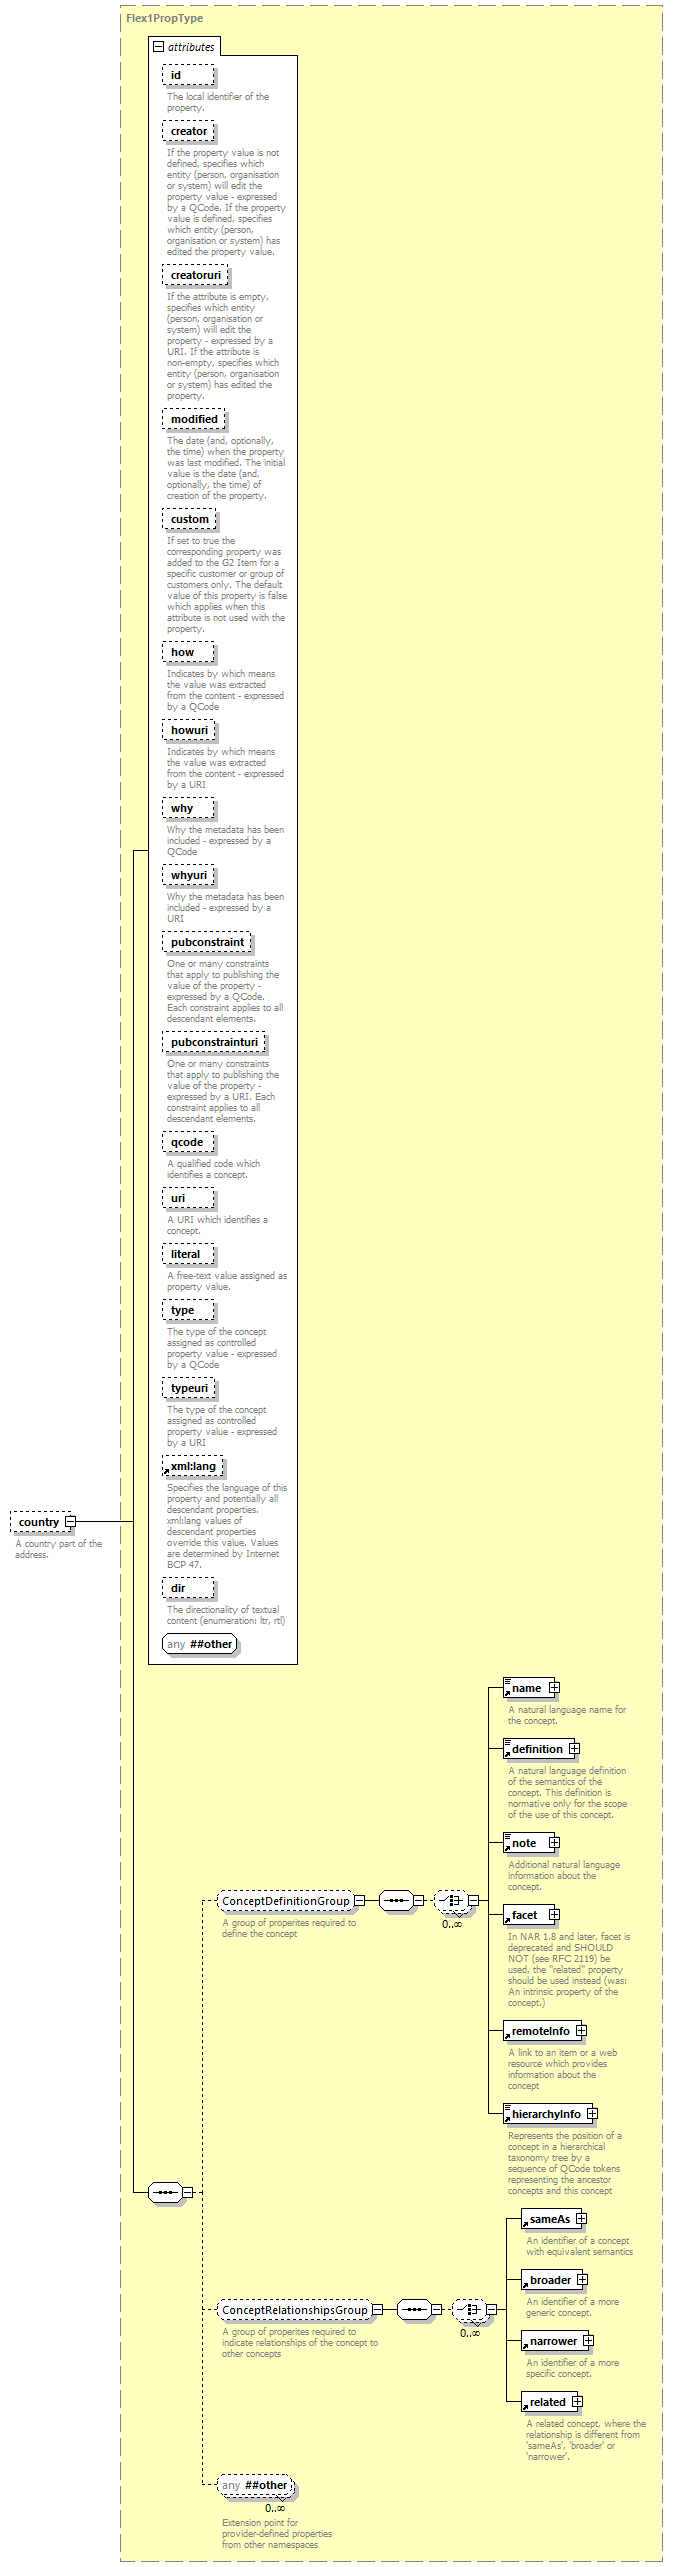 Flex1PropType
attributes
id
The local identifier of the
property.
creator
If the property value is not
defined, specifies which
entity (person, organisation
or system) will edit the
property value - expressed
by a QCode. If the property
value is defined, specifies
which entity (person,
organisation or system) has
edited the property value.
creatoruri
If the attribute is empty,
specifies which entity
(person, organisation or
system) will edit the
property - expressed by a
URI. If the attribute is
non-empty, specifies which
entity (person, organisation
or system) has edited the
property.
modified
The date (and, optionally,
the time) when the property
was last modified. The initial
value is the date (and,
optionally, the time) of
creation of the property.
custom
If set to true the
corresponding property was
added to the G2 Item for a
specific customer or group of
customers only. The default
value of this property is false
which applies when this
attribute is not used with the
property.
how
Indicates by which means
the value was extracted
from the content - expressed
by a QCode
howuri
Indicates by which means
the value was extracted
from the content - expressed
by a URI
why
Why the metadata has been
included - expressed by a
QCode
whyuri
Why the metadata has been
included - expressed by a
URI
pubconstraint
One or many constraints
that apply to publishing the
value of the property -
expressed by a QCode.
Each constraint applies to all
descendant elements.
pubconstrainturi
One or many constraints
that apply to publishing the
value of the property -
expressed by a URI. Each
constraint applies to all
descendant elements.
qcode
A qualified code which
identifies a concept.
uri
A URI which identifies a
concept.
literal
A free-text value assigned as
property value.
type
The type of the concept
assigned as controlled
property value - expressed
by a QCode
typeuri
The type of the concept
assigned as controlled
property value - expressed
by a URI
xml:lang
Specifies the language of this
property and potentially all
descendant properties.
xml:lang values of
descendant properties
override this value. Values
are determined by Internet
BCP 47.
dir
The directionality of textual
content (enumeration: ltr, rtl)
any ##other
country
A country part of the
address.
name
A natural language name for
the concept.
definition
A natural language definition
of the semantics of the
concept. This definition is
normative only for the scope
of the use of this concept.
note
Additional natural language
information about the
concept.
facet
In NAR 1.8 and later, facet is
deprecated and SHOULD
NOT (see RFC 2119) be
used, the "related" property
should be used instead (was:
An intrinsic property of the
concept.)
remoteInfo
A link to an item or a web
resource which provides
information about the
concept
hierarchyInfo
Represents the position of a
concept in a hierarchical
taxonomy tree by a
sequence of QCode tokens
representing the ancestor
concepts and this concept
ConceptDefinitionGroup
0..∞
A group of properites required to
define the concept
sameAs
An identifier of a concept
with equivalent semantics
broader
An identifier of a more
generic concept.
narrower
An identifier of a more
specific concept.
related
A related concept, where the
relationship is different from
'sameAs', 'broader' or
'narrower'.
ConceptRelationshipsGroup
0..∞
A group of properites required to
indicate relationships of the concept to
other concepts
any ##other
0..∞
Extension point for
provider-defined properties
from other namespaces